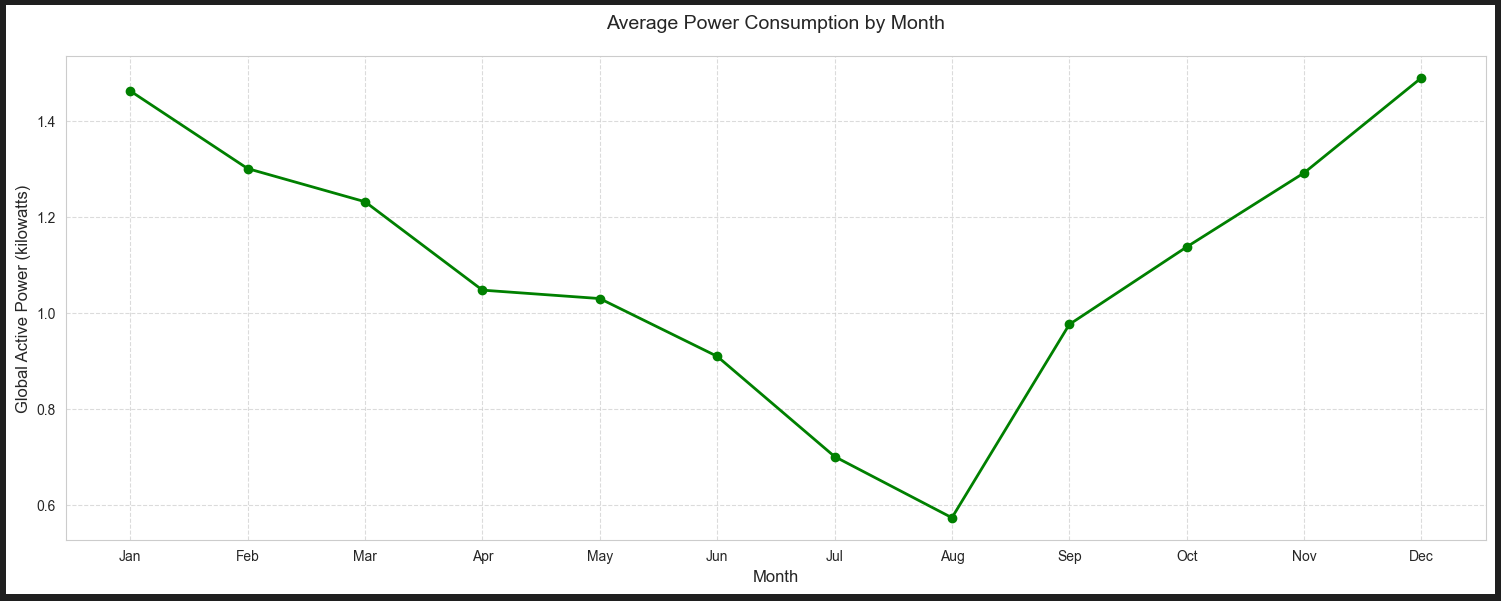 Average Power Consumption by Month
Global Active Power (kilowatts)
1.4
1.2
1.0
0.8
0.6
Jan Feb Mar Apr May Jun Jul Aug Sep Oct Nov Dec
Month